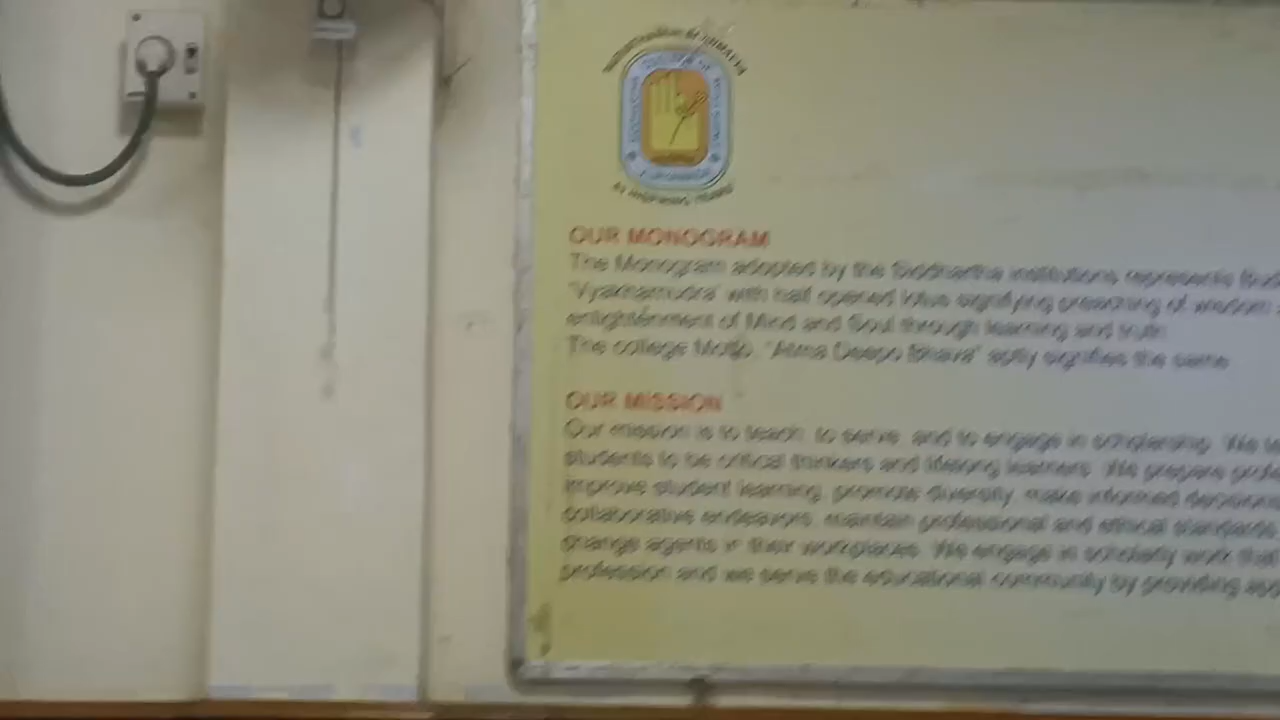 OUR MONOGRAM
The Monogram adopted by the Siddhartha institutions represents
with half opened lotus signifying preaching of wisdom
enlightenment of Mind and Soul through learning and truth
The college Motto, "Atma Deepo Bhava" aptly signifies the same
OUR MISSION
Our mission is to teach, to serve, and to engage in scholarship. We
students to be critical thinkers and lifelong learners. We prepare
improve student learning, promote diversity, make informed
collaborative endeavors, maintain professional and ethical standards
change agents in their workplaces. We engage in scholarly work that
profession and we serve the educational community by providing